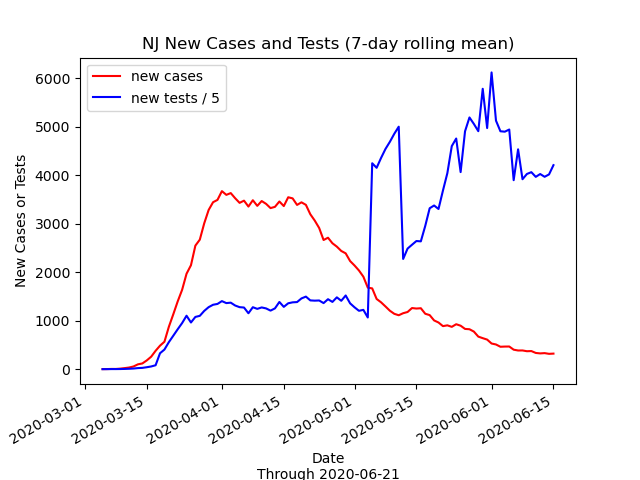 NJ New Cases and Tests (7-day rolling mean)
new cases
new tests / 5
New Cases or Tests
6000
5000
4000
3000
2000
1000
0
2020-03-01
2020-03-15
2020-04-01
2020-04-15
2020-05-01
2020-05-15
2020-06-01
2020-06-15
Date
Through 2020-06-21